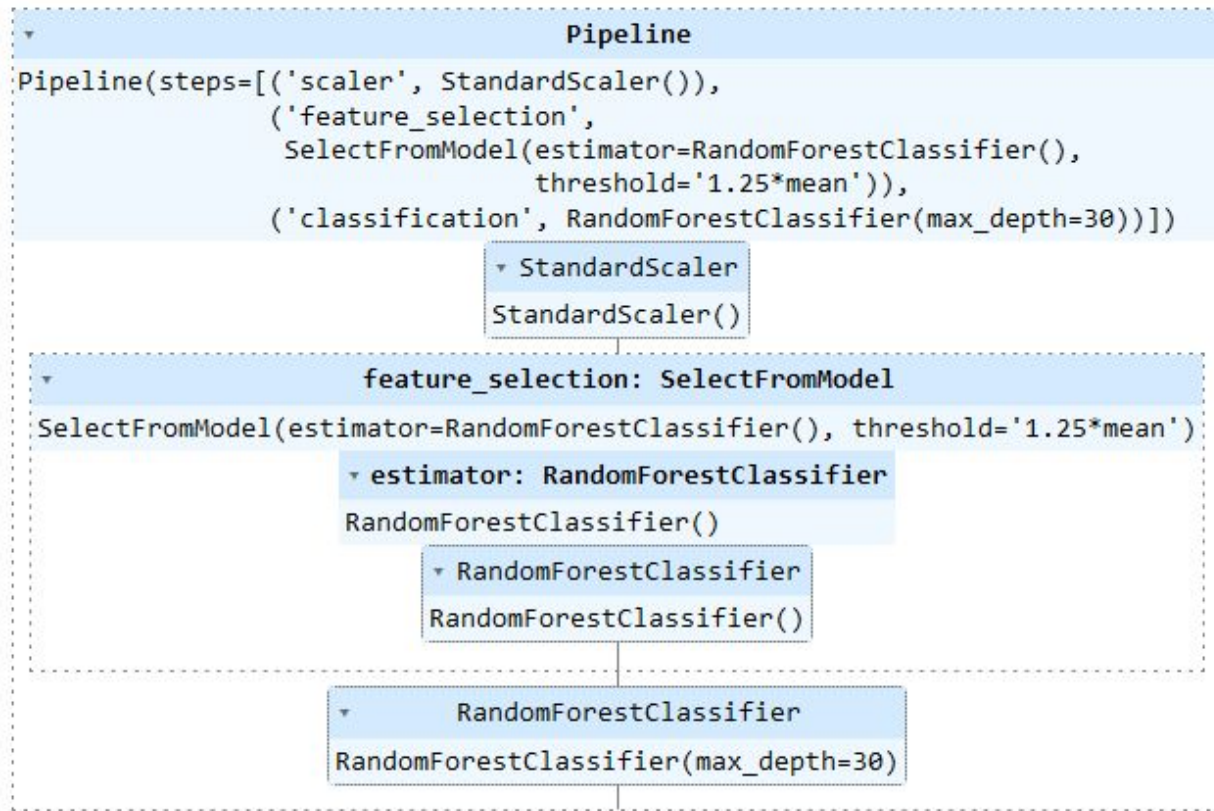 Pipeline
Pipeline(steps=[('scaler', StandardScaler()),
('feature_selection',
SelectFromModel(estimator=RandomForestClassifier(),
threshold='1.25*mean')),
('classification', RandomForestClassifier(max_depth=30))])
StandardScaler
StandardScaler()
feature_selection: SelectFromModel
SelectFromModel(estimator=RandomForestClassifier(), threshold='1.25*mean')
estimator: RandomForestClassifier
RandomForestClassifier()
RandomForestClassifier
RandomForestClassifier()
RandomForestClassifier
RandomForestClassifier(max_depth=30)